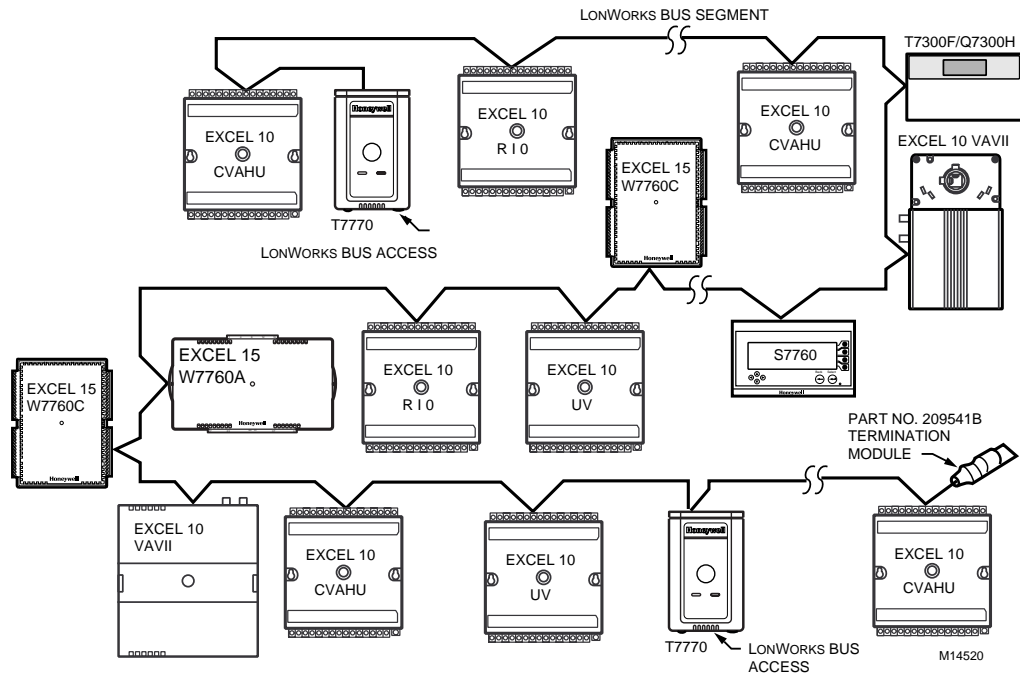 LONWORKS BUS SEGMENT
T7300F/Q7300H
EXCEL 10
CVAHU
Honeywell
T7770
LONWORKS BUS ACCESS
EXCEL 10
R I 0
EXCEL 15
W7760C
Honeywell
EXCEL 10
CVAHU
EXCEL 10 VAVII
EXCEL 15
W7760C
Honeywell
EXCEL 15
W7760A
Honeywell
EXCEL 10
R I 0
EXCEL 10
UV
S7760
Honeywell
PART NO. 209541B
TERMINATION
MODULE
EXCEL 10
VAVII
EXCEL 10
CVAHU
EXCEL 10
UV
Honeywell
T7770
LONWORKS BUS
ACCESS
EXCEL 10
CVAHU
M14520